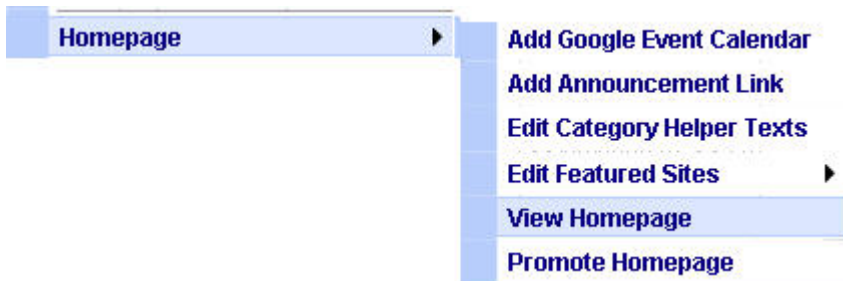 Homepage
Add Google Event Calendar
Add Announcement Link
Edit Category Helper Texts
Edit Featured Sites
View Homepage
Promote Homepage